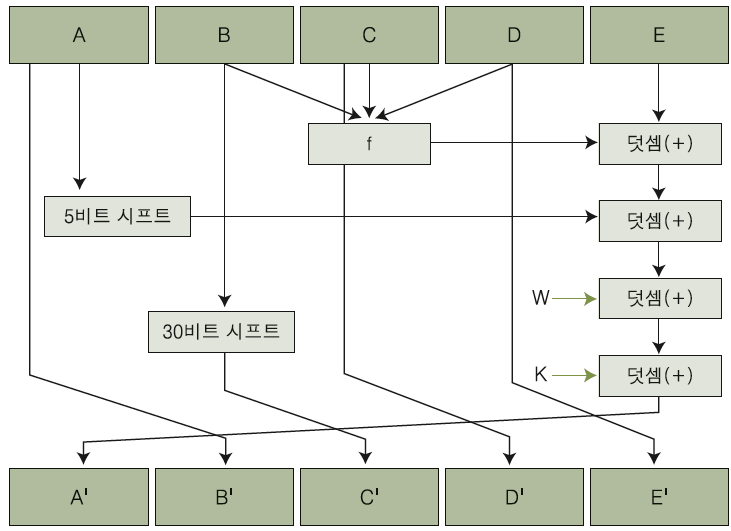 A B C D E
f 덧셈(+)
5비트 시프트 덧셈(+)
W 덧셈(+)
30비트 시프트
K 덧셈(+)
A' B' C' D' E'